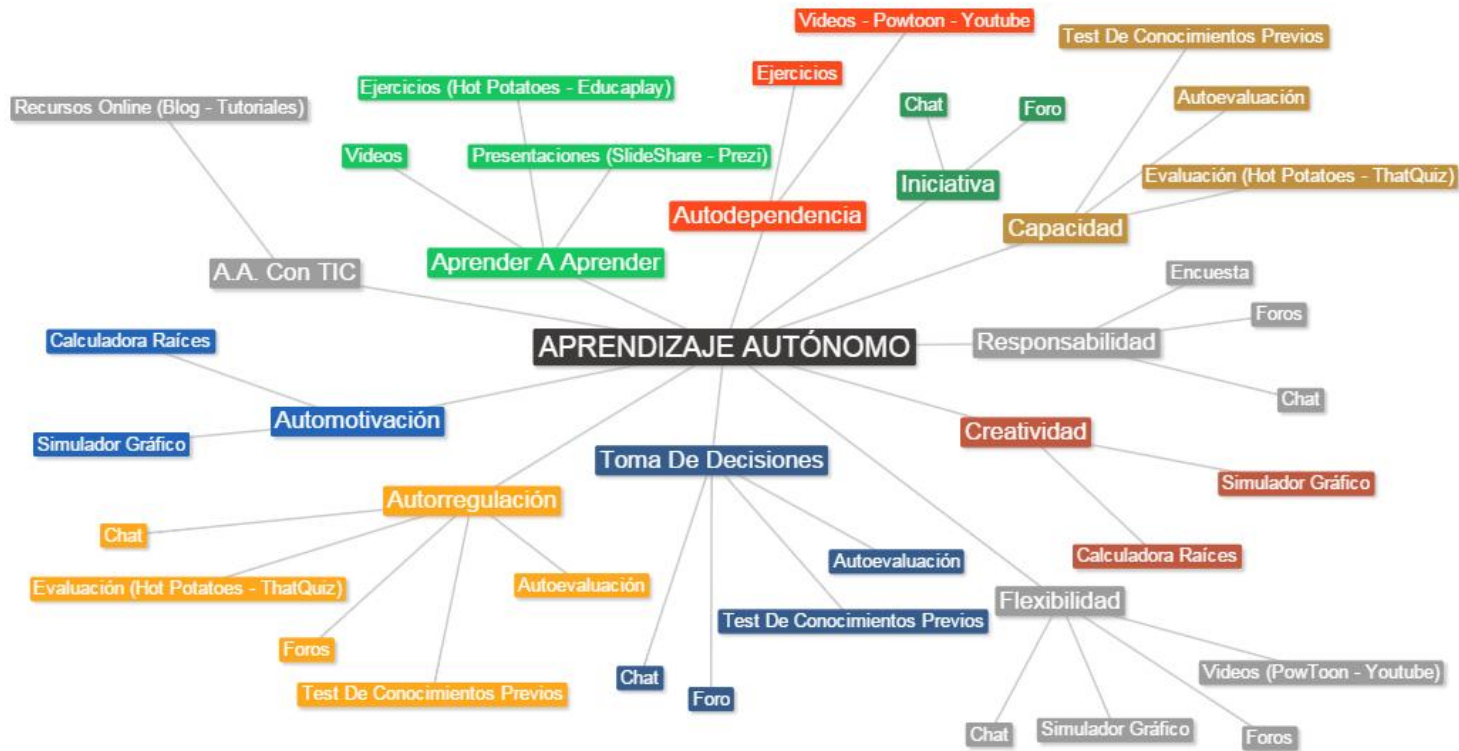 Videos - Powtoon - Youtube
Test De Conocimientos Previos
Ejercicios
Ejercicios (Hot Potatoes - Educaplay)
Recursos Online (Blog - Tutoriales)
Chat
Foro
Autoevaluación
Videos
Presentaciones (SlideShare - Prezi)
Iniciativa
Evaluación (Hot Potatoes - ThatQuiz)
Autodependencia
Capacidad
Aprender A Aprender
A.A. Con TIC
Encuesta
Foros
Calculadora Raíces
APRENDIZAJE AUTÓNOMO
Responsabilidad
Chat
Automotivación
Creatividad
Simulador Gráfico
Toma De Decisiones
Simulador Gráfico
Autorregulación
Chat
Calculadora Raíces
Autoevaluación
Evaluación (Hot Potatoes - ThatQuiz)
Autoevaluación
Flexibilidad
Test De Conocimientos Previos
Foros
Videos (PowToon - Youtube)
Chat
Test De Conocimientos Previos
Foro
Chat
Simulador Gráfico
Foros